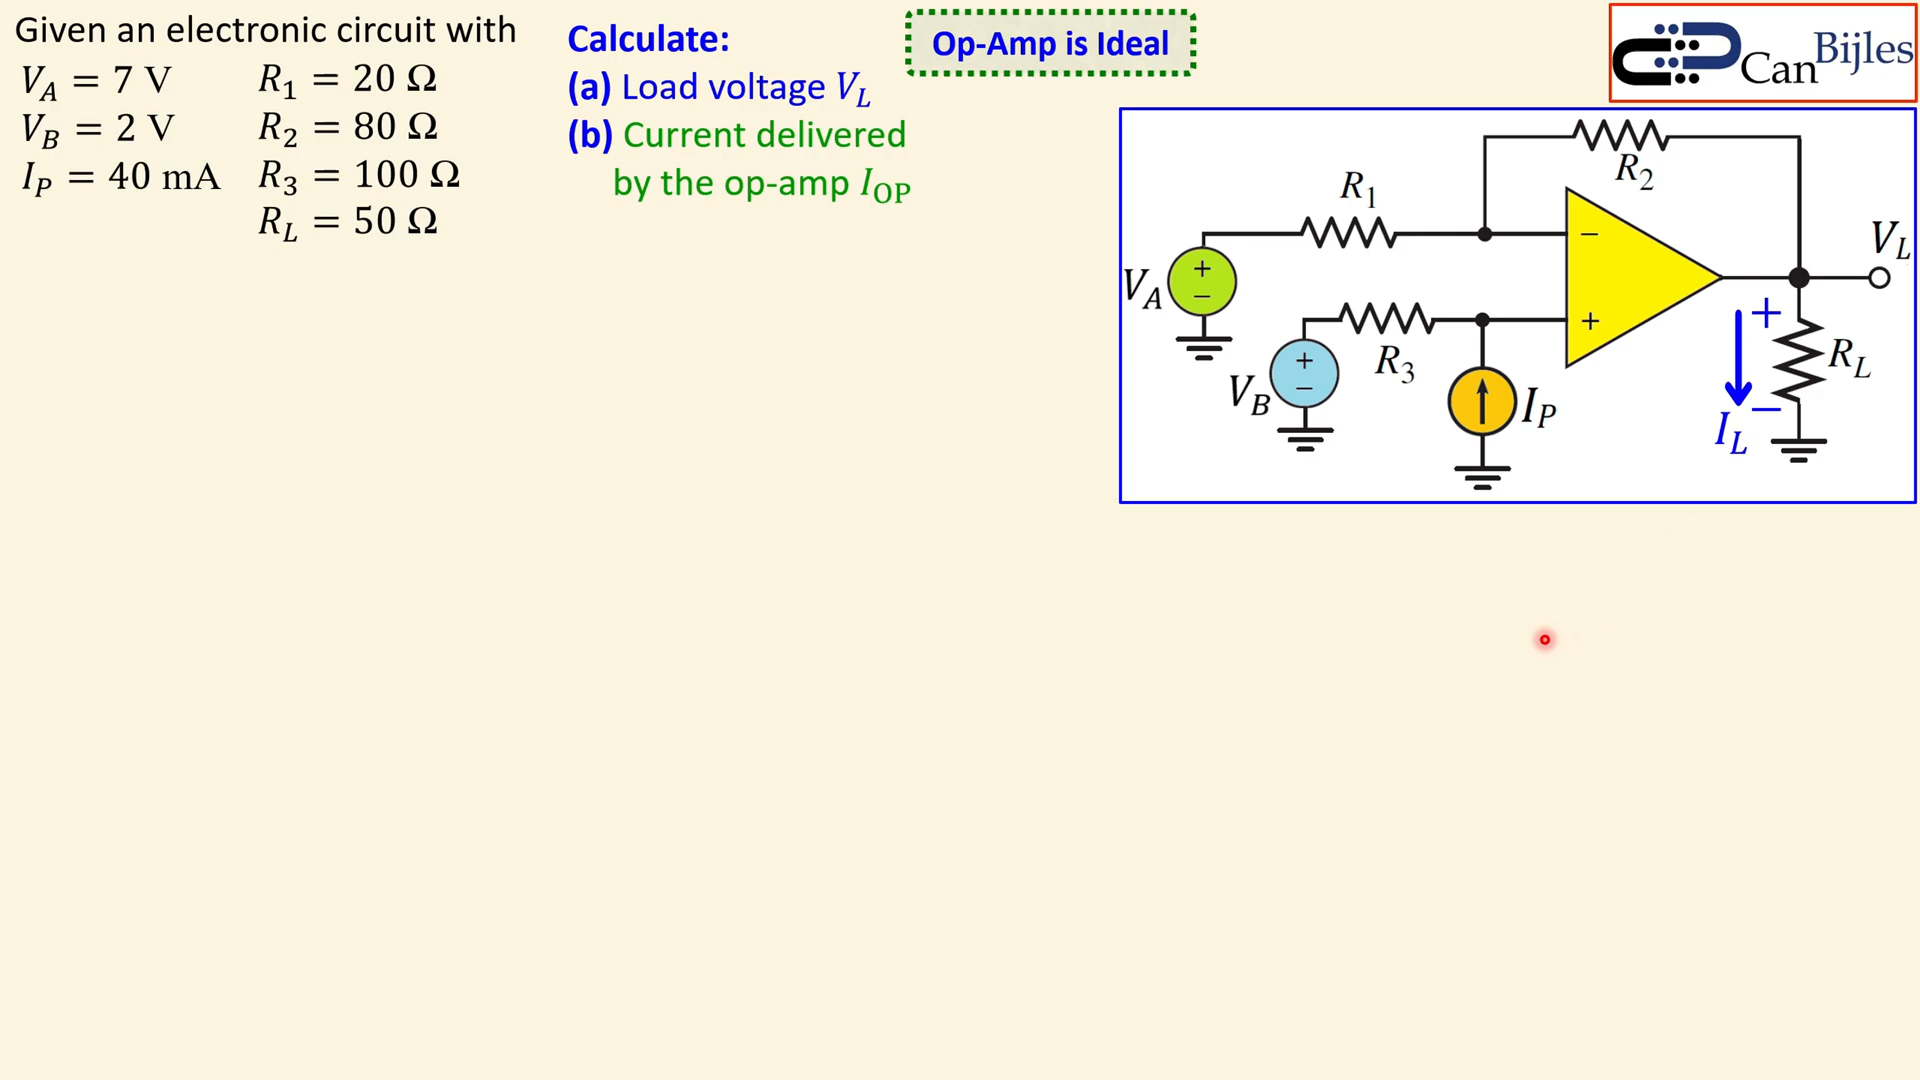 Given an electronic circuit with
V_A = 7 V
V_B = 2 V
I_P = 40 mA
R_1 = 20 Ω
R_2 = 80 Ω
R_3 = 100 Ω
R_L = 50 Ω
Calculate:
(a) Load voltage V_L
(b) Current delivered
by the op-amp I_OP
Op-Amp is Ideal
Can Bijles
R_2
R_1
V_L
V_A
+
−
−
+
R_3
V_B
+
−
I_P
+
−
R_L
I_L